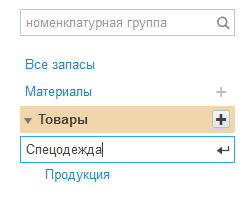 номенклатурная группа
Все запасы
Материалы
Товары
Спецодежда
Продукция